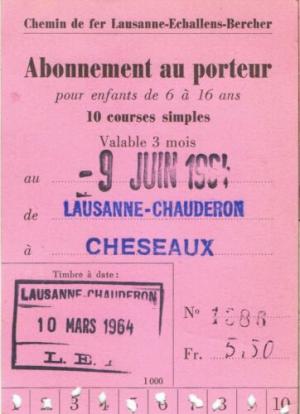 Chemin de fer Lausanne-Echallens-Bercher
Abonnement au porteur
pour enfants de 6 à 16 ans
10 courses simples
Valable 3 mois
au - 9 JUIN 1964
de LAUSANNE-CHAUDERON
à CHESEAUX
Timbre à date :
LAUSANNE-CHAUDERON
10 MARS 1964
L. E.
Nº
Fr. 5.50
1000
1 2 3 4 5 6 7 8 9 10